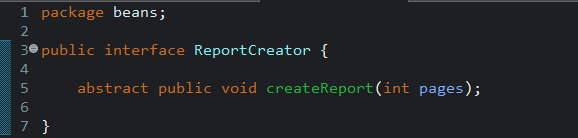 1 package beans;
2
3 public interface ReportCreator {
4
5     abstract public void createReport(int pages);
6
7 }